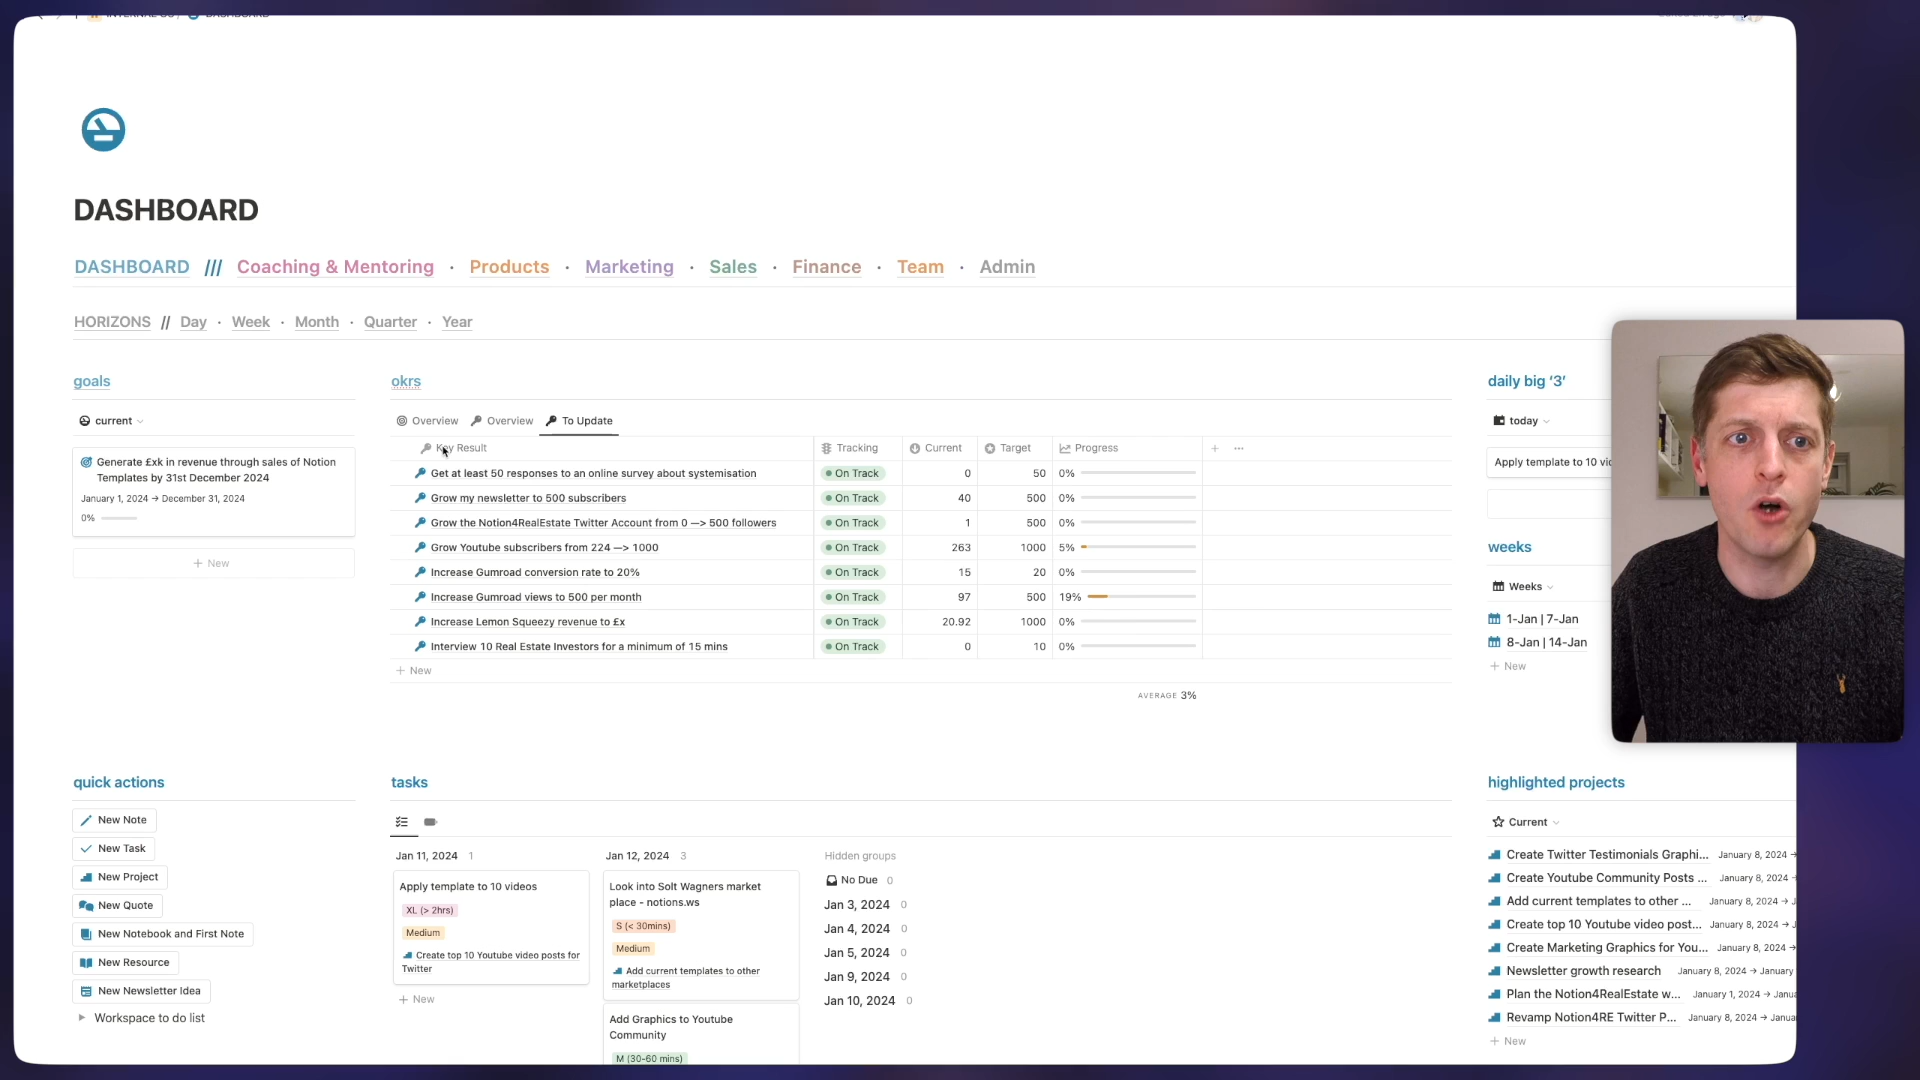 DASHBOARD
DASHBOARD /// Coaching & Mentoring · Products · Marketing · Sales · Finance · Team · Admin
HORIZONS // Day · Week · Month · Quarter · Year
goals
current
Generate £xk in revenue through sales of Notion
Templates by 31st December 2024
January 1, 2024 → December 31, 2024
0%
+ New
okrs
Overview Overview To Update
Key Result Tracking Current Target Progress + ···
Get at least 50 responses to an online survey about systemisation On Track 0 50 0%
Grow my newsletter to 500 subscribers On Track 40 500 0%
Grow the Notion4RealEstate Twitter Account from 0 —> 500 followers On Track 1 500 0%
Grow Youtube subscribers from 224 —> 1000 On Track 263 1000 5%
Increase Gumroad conversion rate to 20% On Track 15 20 0%
Increase Gumroad views to 500 per month On Track 97 500 19%
Increase Lemon Squeezy revenue to £x On Track 20.92 1000 0%
Interview 10 Real Estate Investors for a minimum of 15 mins On Track 0 10 0%
+ New
AVERAGE 3%
daily big ‘3’
today
Apply template to 10
weeks
Weeks
1-Jan | 7-Jan
8-Jan | 14-Jan
+ New
quick actions
New Note
New Task
New Project
New Quote
New Notebook and First Note
New Resource
New Newsletter Idea
Workspace to do list
tasks
Jan 11, 2024 1
Apply template to 10 videos
XL (> 2hrs)
Medium
Create top 10 Youtube video posts for
Twitter
+ New
Jan 12, 2024 3
Look into Solt Wagners market
place - notions.ws
S (< 30mins)
Medium
Add current templates to other
marketplaces
Add Graphics to Youtube
Community
M (30-60 mins)
Hidden groups
No Due 0
Jan 3, 2024 0
Jan 4, 2024 0
Jan 5, 2024 0
Jan 9, 2024 0
Jan 10, 2024 0
highlighted projects
Current
Create Twitter Testimonials Graphi... January 8, 2024 →
Create Youtube Community Posts ... January 8, 2024
Add current templates to other ... January 8, 2024 →
Create top 10 Youtube video post... January 8, 2024 →
Create Marketing Graphics for You... January 8, 2024 →
Newsletter growth research January 8, 2024 → January
Plan the Notion4RealEstate w... January 1, 2024 →
Revamp Notion4RE Twitter P... January 8, 2024 →
+ New